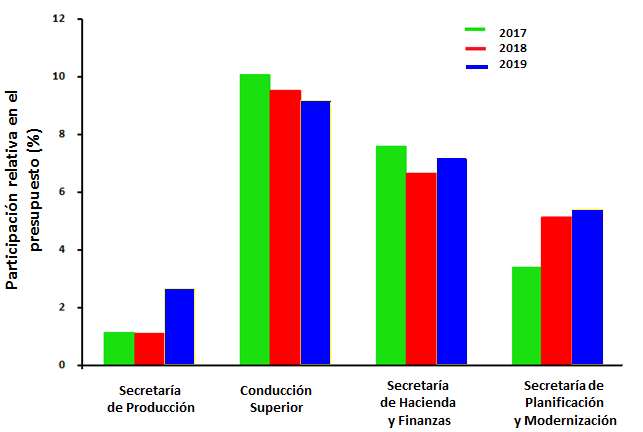 12
10
8
6
4
2
0
Participación relativa en el
presupuesto (%)
2017
2018
2019
Secretaría
de Producción
Conducción
Superior
Secretaría
de Hacienda
y Finanzas
Secretaría de
Planificación
y Modernización